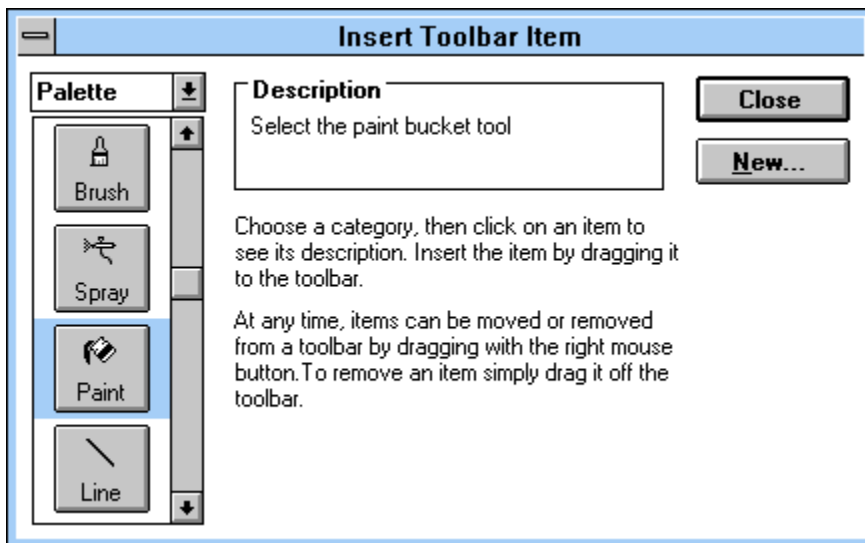 Insert Toolbar Item
Palette
Brush
Spray
Paint
Line
Description
Select the paint bucket tool
Choose a category, then click on an item to
see its description. Insert the item by dragging it
to the toolbar.
At any time, items can be moved or removed
from a toolbar by dragging with the right mouse
button.To remove an item simply drag it off the
toolbar.
Close
New...